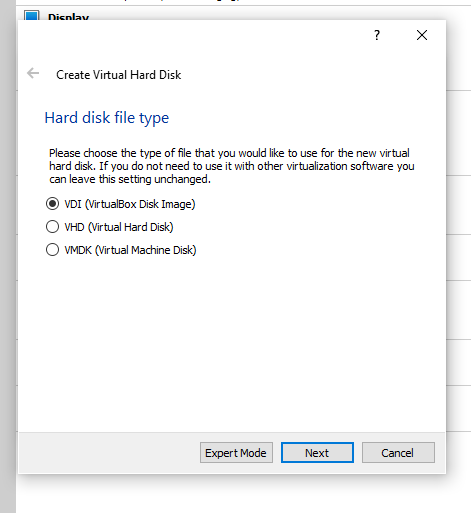 Display
?
Create Virtual Hard Disk
Hard disk file type
Please choose the type of file that you would like to use for the new virtual
hard disk. If you do not need to use it with other virtualization software you
can leave this setting unchanged.
VDI (VirtualBox Disk Image)
VHD (Virtual Hard Disk)
VMDK (Virtual Machine Disk)
Expert Mode Next Cancel